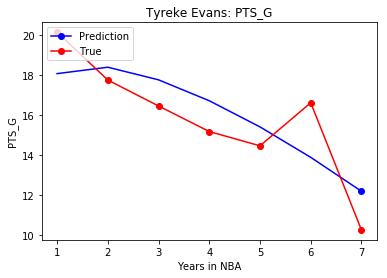 Tyreke Evans: PTS_G
Prediction
True
PTS_G
20
18
16
14
12
10
1 2 3 4 5 6 7
Years in NBA